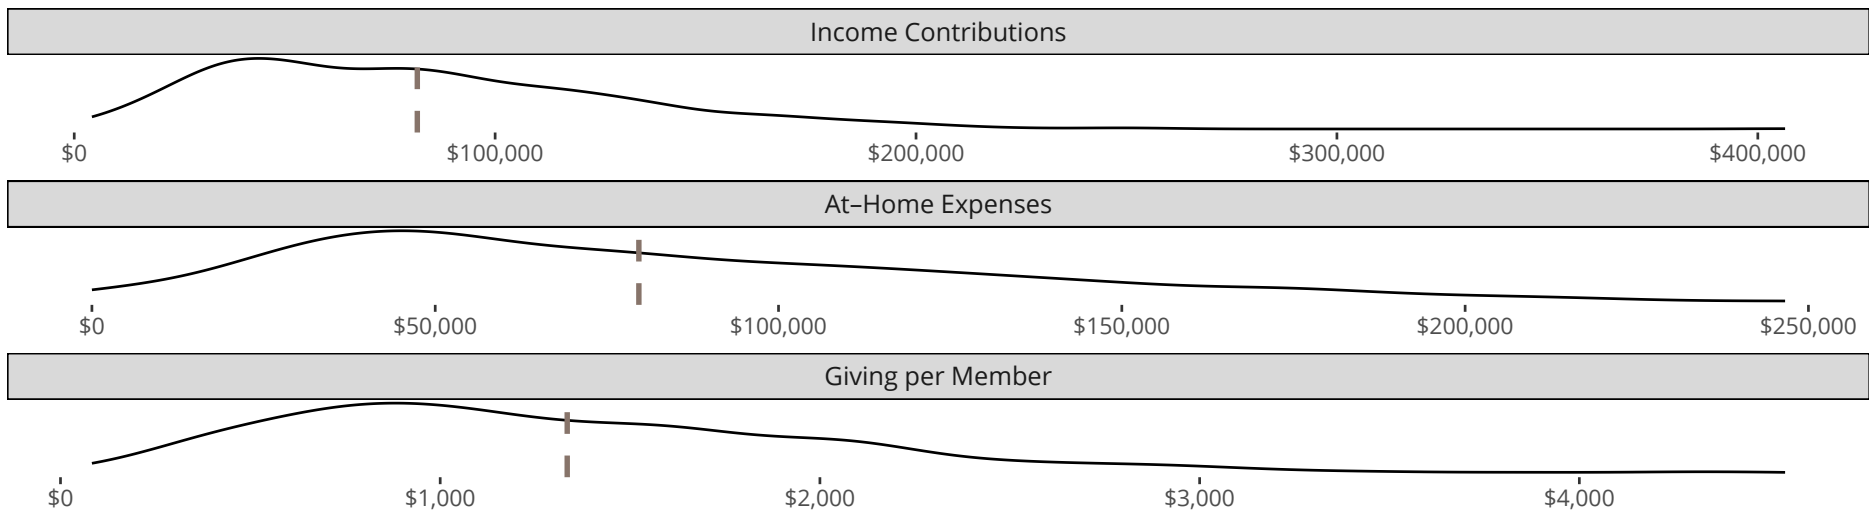 Income Contributions
$0 $100,000 $200,000 $300,000 $400,000
At–Home Expenses
$0 $50,000 $100,000 $150,000 $200,000 $250,000
Giving per Member
$0 $1,000 $2,000 $3,000 $4,000